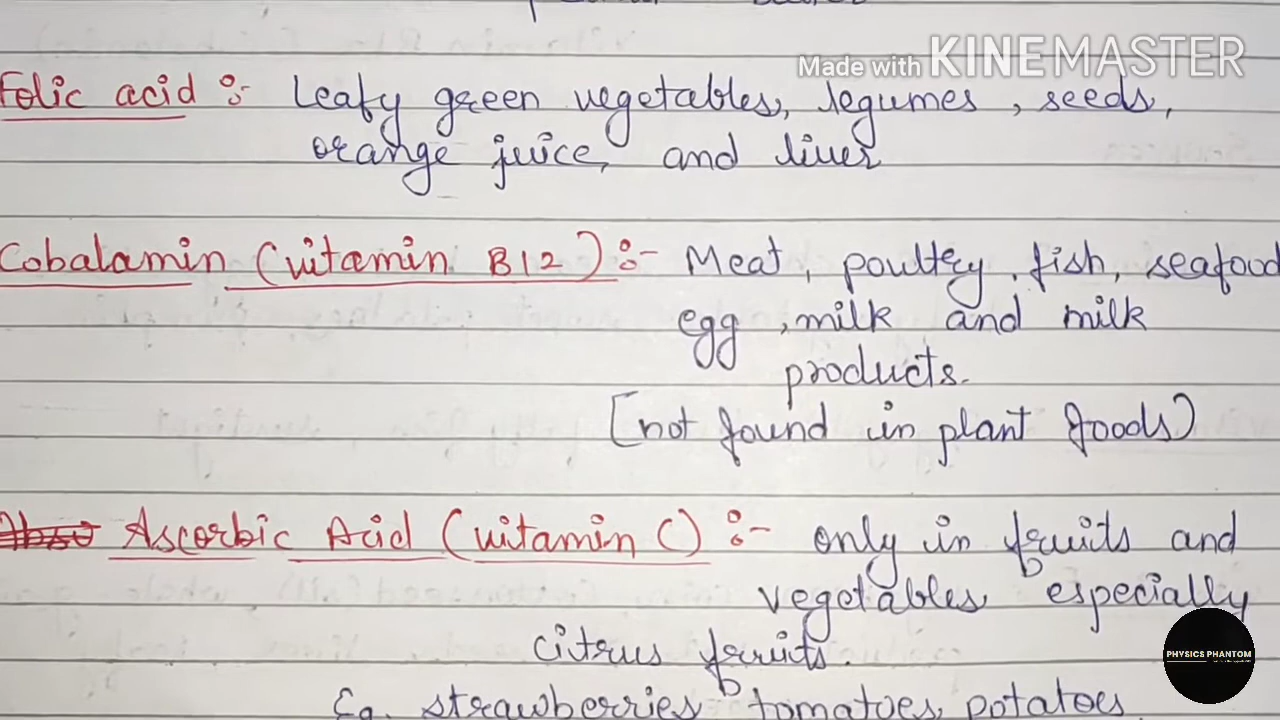 Made with KINEMASTER
Folic acid :- Leafy green vegetables, legumes, seeds,
orange juice, and liver
Cobalamin (vitamin B12) :- Meat, poultry, fish, seafood
egg, milk and milk
products.
[not found in plant foods)
Ascorbic Acid (vitamin C) :- only in fruits and
vegetables especially
citrus fruits.
Eg. strawberries tomatoes, potatoes
PHYSICS PHANTOM